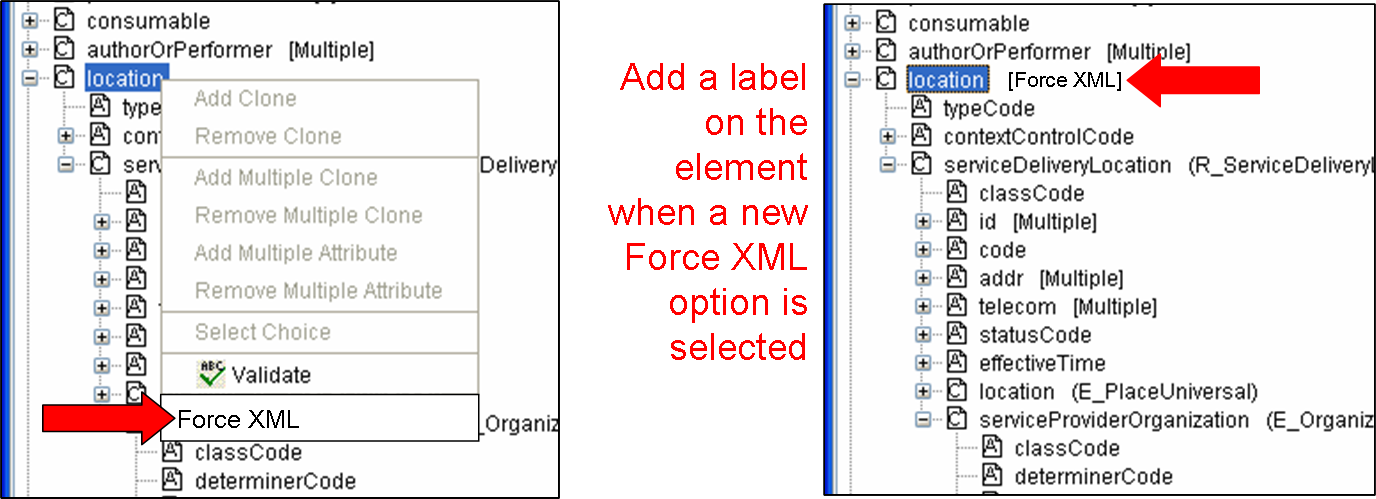 consumable
authorOrPerformer [Multiple]
location
Add Clone
type
Remove Clone
con
serv
Delivery
Add Multiple Clone
Remove Multiple Clone
Add Multiple Attribute
Remove Multiple Attribute
Select Choice
ABC Validate
Force XML
_Organiz
classCode
determinerCode
Add a label
on the
element
when a new
Force XML
option is
selected
consumable
authorOrPerformer [Multiple]
location [Force XML]
typeCode
contextControlCode
serviceDeliveryLocation (R_ServiceDeliveryL
classCode
id [Multiple]
code
addr [Multiple]
telecom [Multiple]
statusCode
effectiveTime
location (E_PlaceUniversal)
serviceProviderOrganization (E_Organiz
classCode
determinerCode